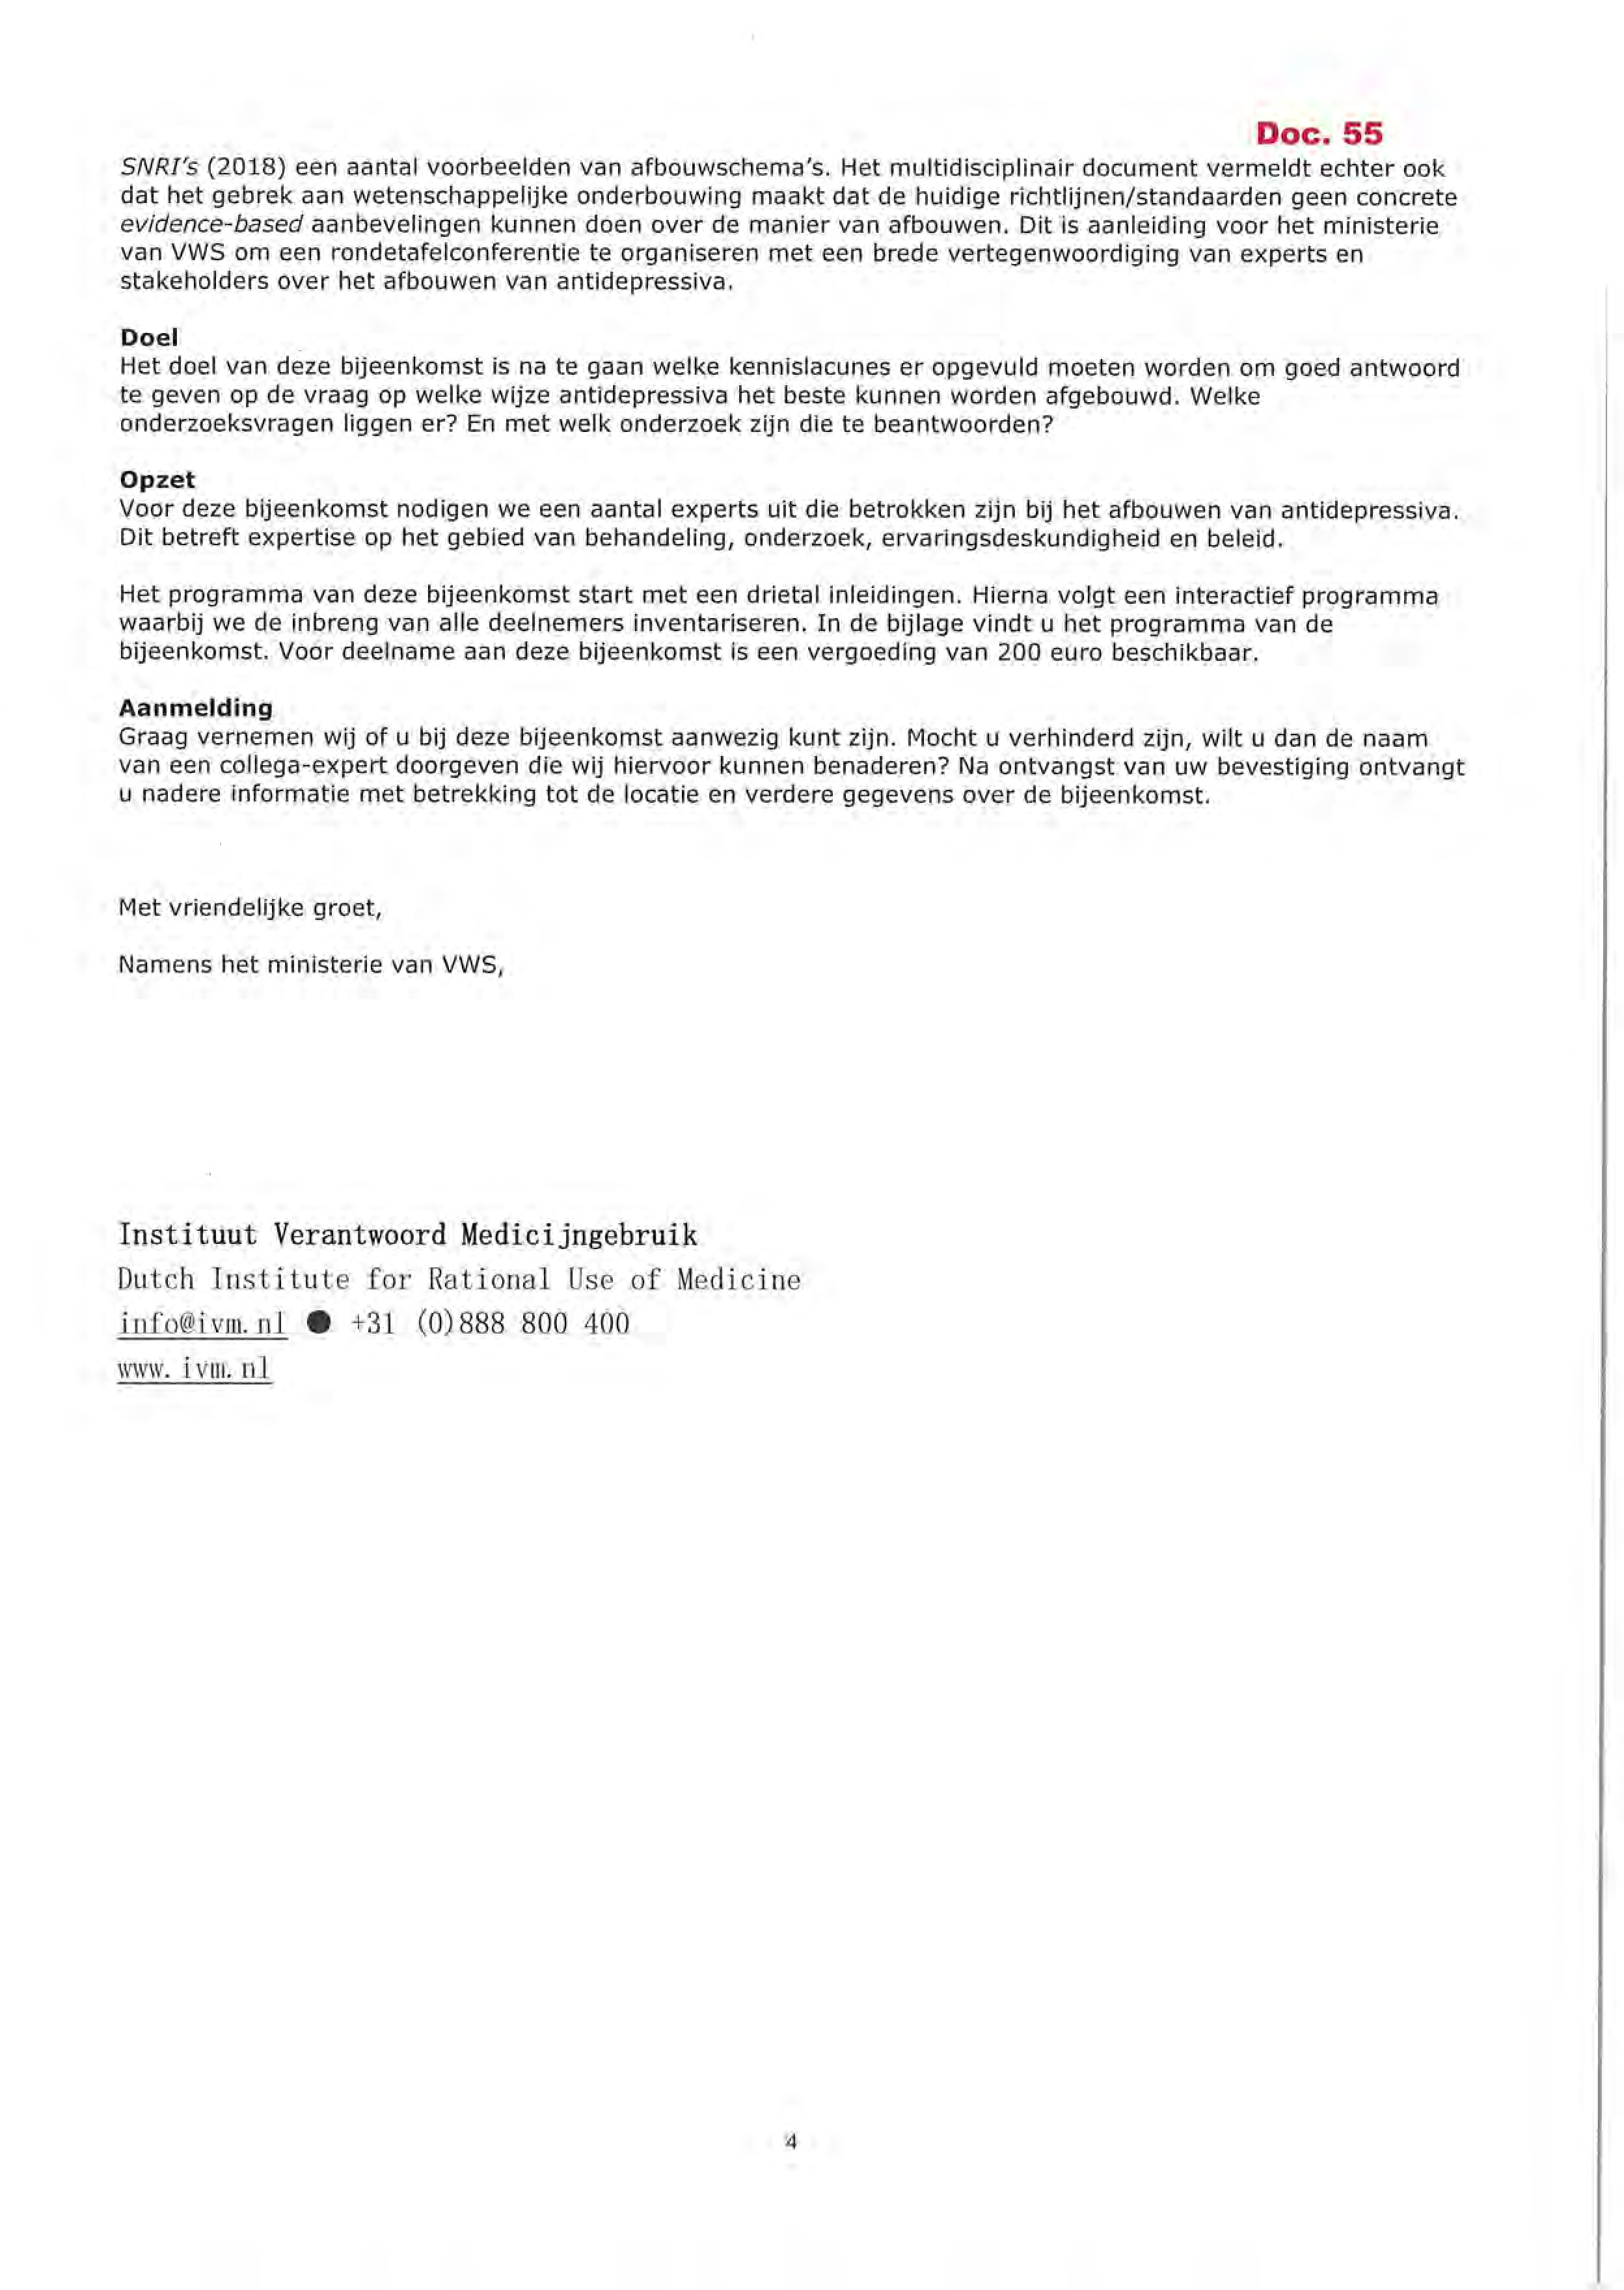 Doc. 55
SNRI's (2018) een aantal voorbeelden van afbouwschema's. Het multidisciplinair document vermeldt echter ook
dat het gebrek aan wetenschappelijke onderbouwing maakt dat de huidige richtlijnen/standaarden geen concrete
evidence-based aanbevelingen kunnen doen over de manier van afbouwen. Dit is aanleiding voor het ministerie
van VWS om een rondetafelconferentie te organiseren met een brede vertegenwoordiging van experts en
stakeholders over het afbouwen van antidepressiva.
Doel
Het doel van deze bijeenkomst is na te gaan welke kennislacunes er opgevuld moeten worden om goed antwoord
te geven op de vraag op welke wijze antidepressiva het beste kunnen worden afgebouwd. Welke
onderzoeksvragen liggen er? En met welk onderzoek zijn die te beantwoorden?
Opzet
Voor deze bijeenkomst nodigen we een aantal experts uit die betrokken zijn bij het afbouwen van antidepressiva.
Dit betreft expertise op het gebied van behandeling, onderzoek, ervaringsdeskundigheid en beleid.
Het programma van deze bijeenkomst start met een drietal inleidingen. Hierna volgt een interactief programma
waarbij we de inbreng van alle deelnemers inventariseren. In de bijlage vindt u het programma van de
bijeenkomst. Voor deelname aan deze bijeenkomst is een vergoeding van 200 euro beschikbaar.
Aanmelding
Graag vernemen wij of u bij deze bijeenkomst aanwezig kunt zijn. Mocht u verhinderd zijn, wilt u dan de naam
van een collega-expert doorgeven die wij hiervoor kunnen benaderen? Na ontvangst van uw bevestiging ontvangt
u nadere informatie met betrekking tot de locatie en verdere gegevens over de bijeenkomst.
Met vriendelijke groet,
Namens het ministerie van VWS,
Instituut Verantwoord Medicijngebruik
Dutch Institute for Rational Use of Medicine
info@ivm.nl ● +31 (0)888 800 400
www.ivm.nl
4